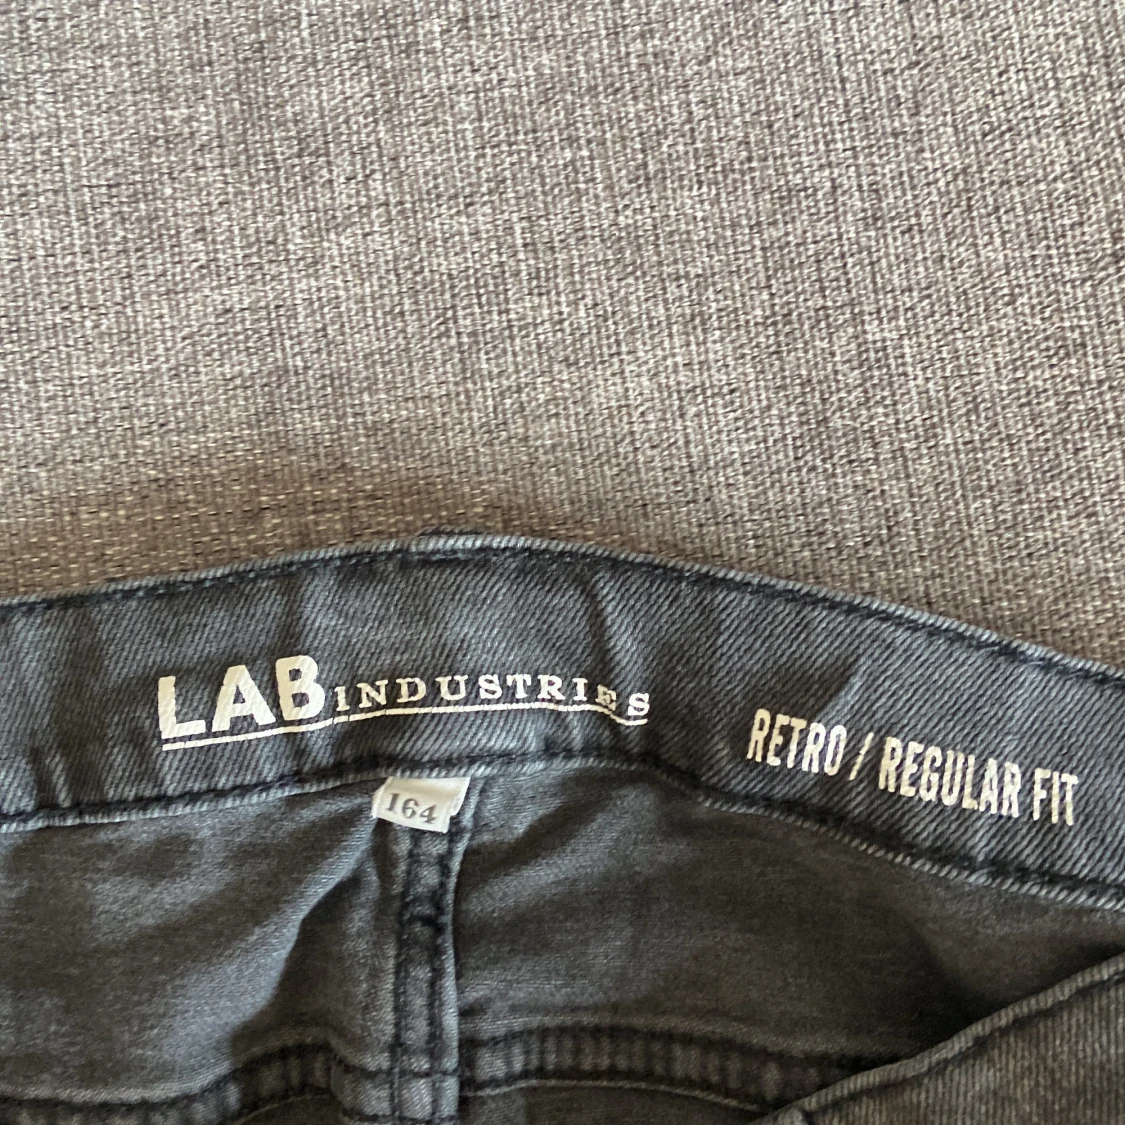 LAB INDUSTRIES
RETRO / REGULAR FIT
164